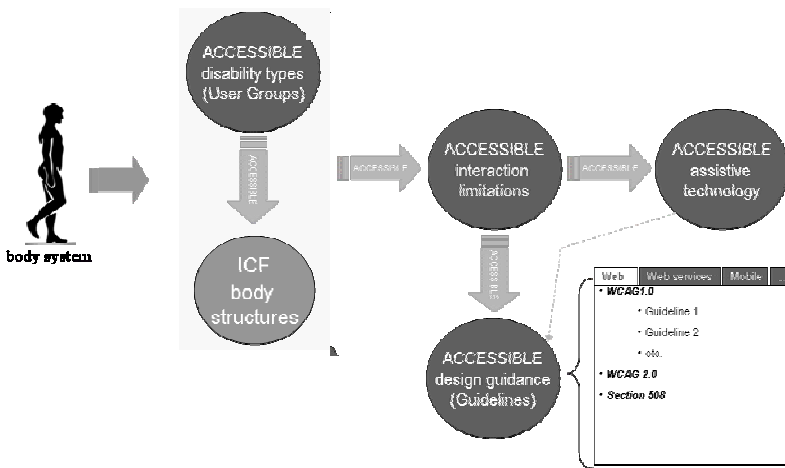 ACCESSIBLE
disability types
(User Groups)
ACCESSIBLE
ICF
body
structures
body system
ACCESSIBLE
ACCESSIBLE
interaction
limitations
ACCESSIBLE
ACCESSIBLE
assistive
technology
ACCESSIBLE
ACCESSIBLE
design guidance
(Guidelines)
Web Web services Mobile ...
• WCAG1.0
• Guideline 1
• Guideline 2
• etc.
• WCAG 2.0
• Section 508